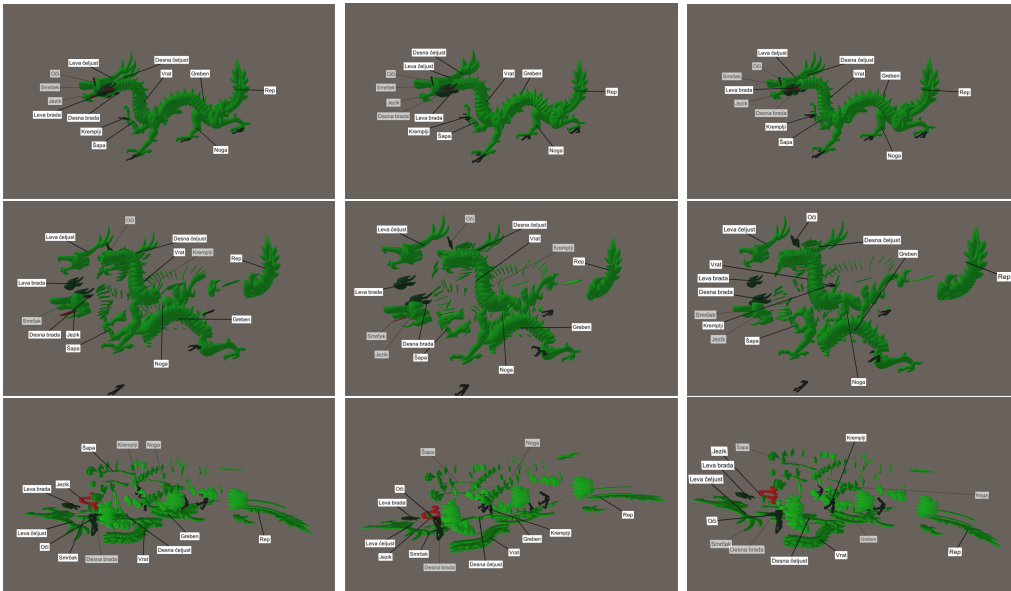 Leva čeljust
Desna čeljust
Oči
Vrat
Greben
Smrček
Rep
Jezik
Leva brada
Desna brada
Kremplji
Šapa
Noga
Desna čeljust
Leva čeljust
Oči
Vrat
Greben
Smrček
Rep
Jezik
Desna brada
Leva brada
Kremplji
Šapa
Noga
Leva čeljust
Desna čeljust
Oči
Vrat
Greben
Smrček
Leva brada
Rep
Jezik
Desna brada
Kremplji
Šapa
Noga
Oči
Leva čeljust
Desna čeljust
Vrat
Kremplji
Rep
Leva brada
Smrček
Greben
Desna brada
Jezik
Šapa
Noga
Oči
Leva čeljust
Desna čeljust
Vrat
Kremplji
Rep
Leva brada
Greben
Smrček
Desna brada
Jezik
Šapa
Noga
Oči
Leva čeljust
Desna čeljust
Greben
Vrat
Leva brada
Rep
Desna brada
Smrček
Kremplji
Jezik
Šapa
Noga
Šapa
Kremplji
Noga
Jezik
Leva brada
Leva čeljust
Greben
Rep
Oči
Desna čeljust
Smrček
Desna brada
Vrat
Noga
Šapa
Oči
Leva brada
Rep
Kremplji
Leva čeljust
Greben
Jezik
Smrček
Vrat
Desna čeljust
Desna brada
Kremplji
Šapa
Jezik
Leva brada
Leva čeljust
Noga
Oči
Greben
Smrček
Desna brada
Rep
Vrat
Desna čeljust